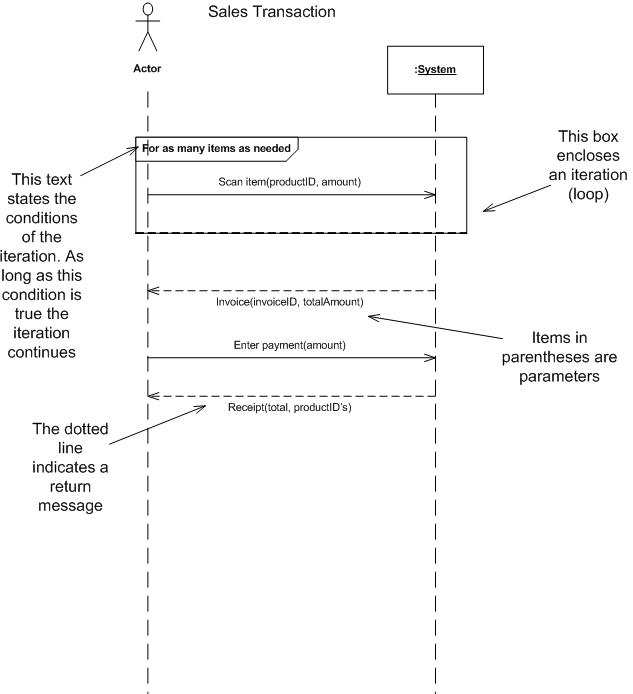 Sales Transaction
Actor
:System
For as many items as needed
Scan item(productID, amount)
This box
encloses
an iteration
(loop)
This text
states the
conditions
of the
iteration. As
long as this
condition is
true the
iteration
continues
Invoice(invoiceID, totalAmount)
Enter payment(amount)
Items in
parentheses are
parameters
Receipt(total, productID's)
The dotted
line
indicates a
return
message